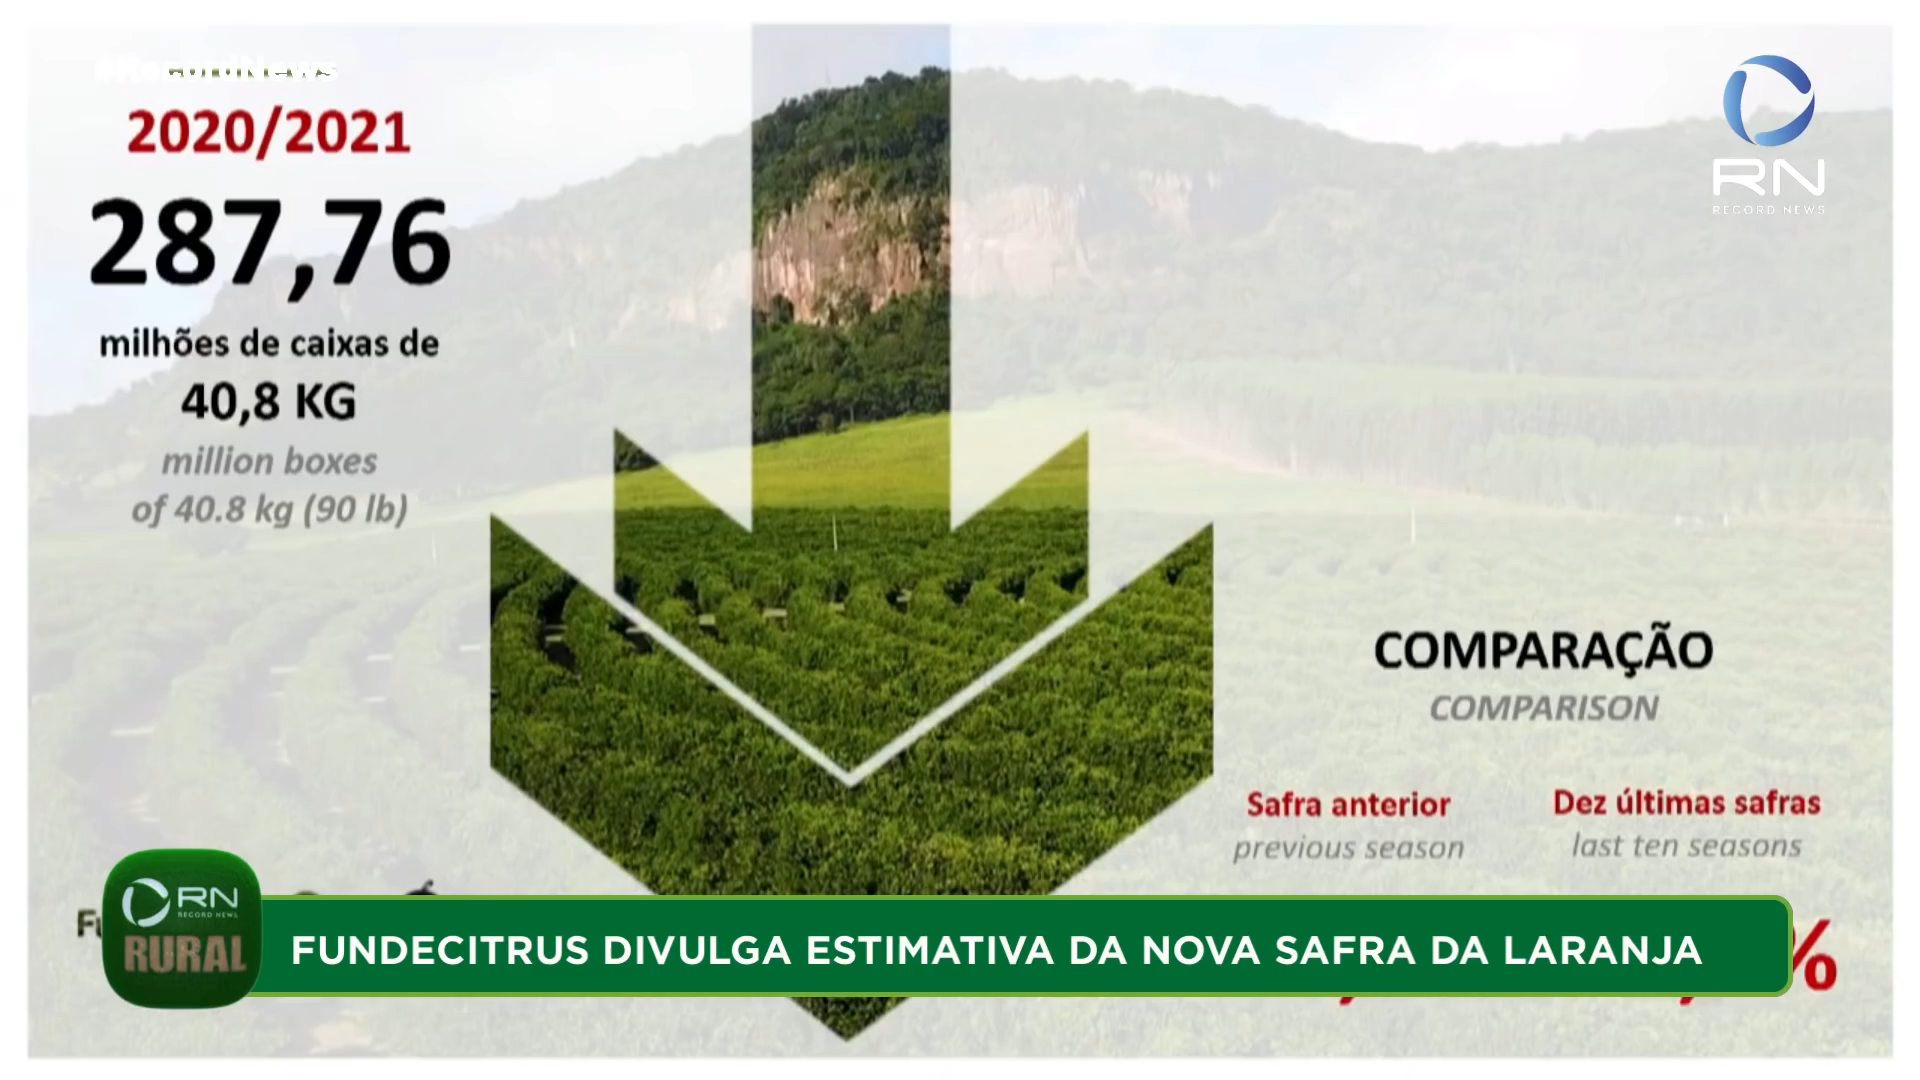 #RecordNews
2020/2021
287,76
milhões de caixas de
40,8 KG
million boxes
of 40.8 kg (90 lb)
RN
RECORD NEWS
COMPARAÇÃO
COMPARISON
Safra anterior
previous season
Dez últimas safras
last ten seasons
%
RN
RECORD NEWS
RURAL
FUNDECITRUS DIVULGA ESTIMATIVA DA NOVA SAFRA DA LARANJA